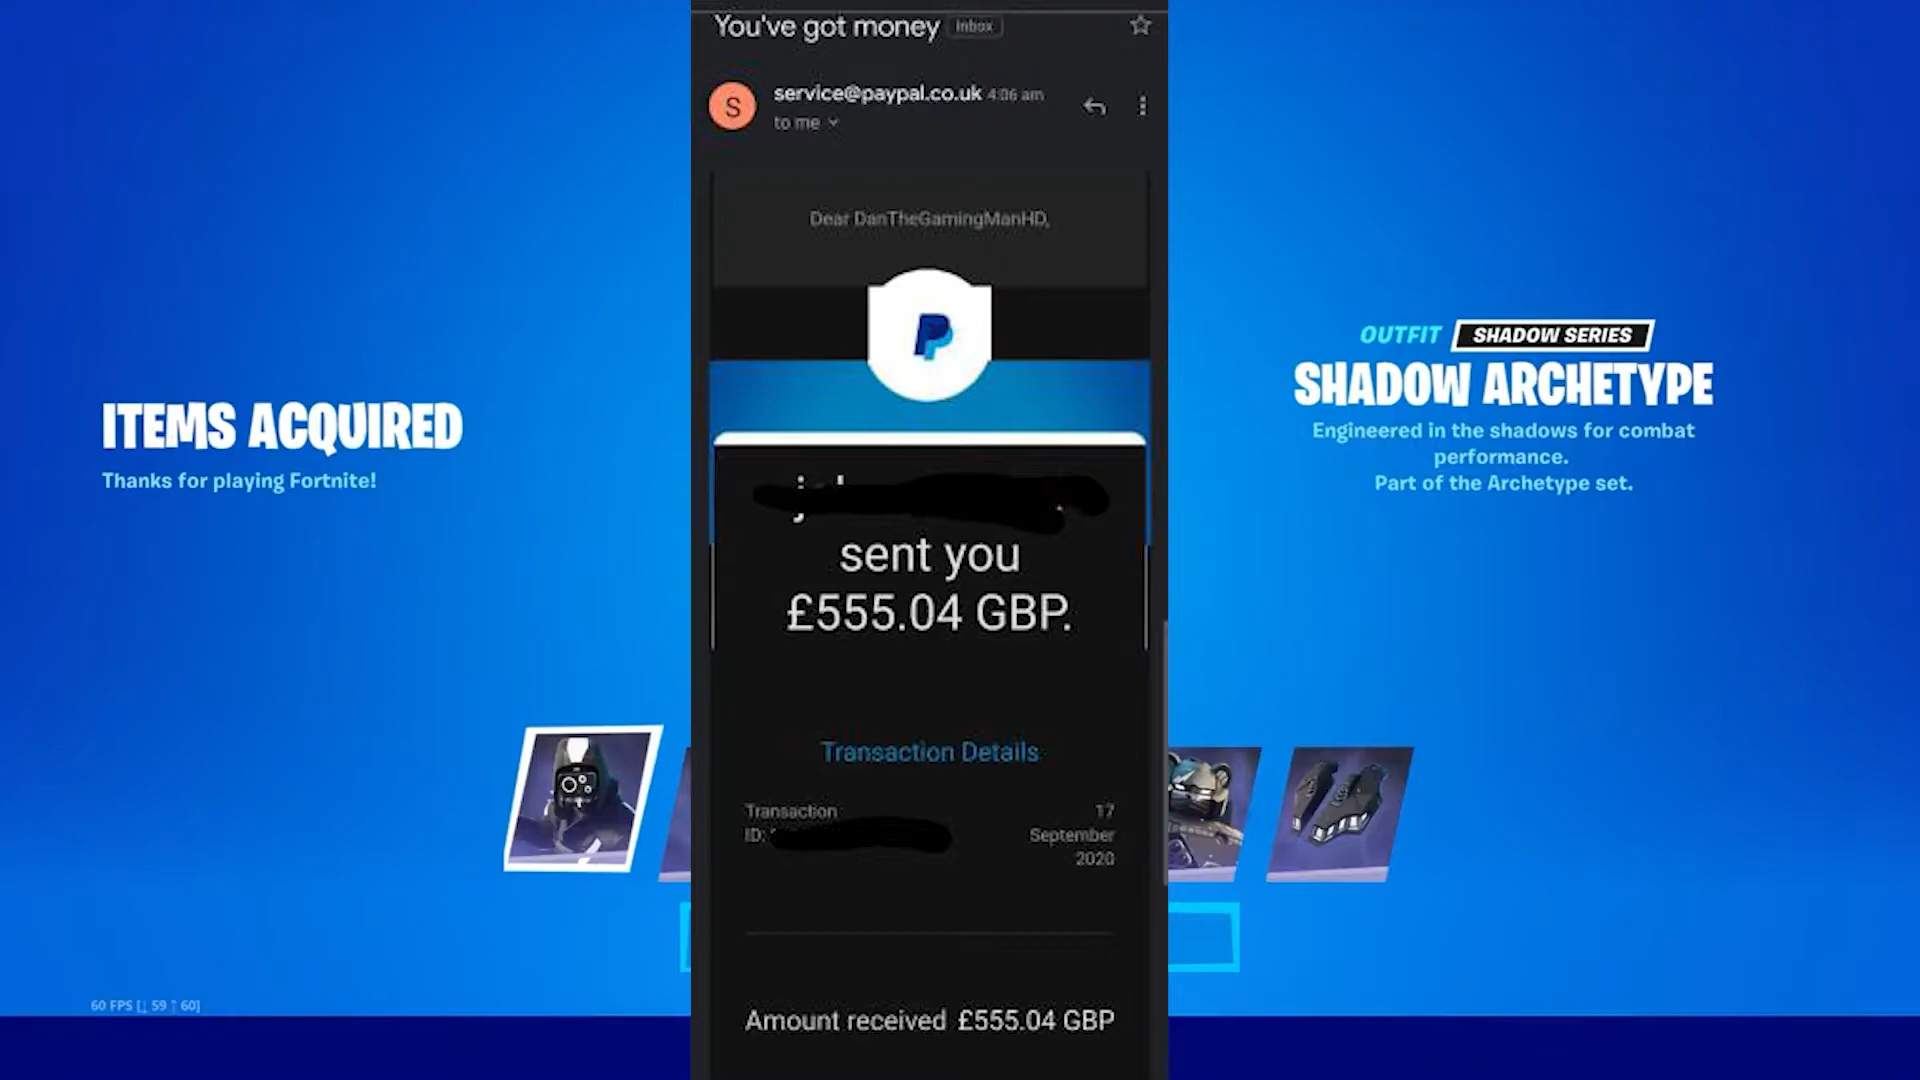 You've got money Inbox
S
service@paypal.co.uk 4:06 am
to me
Dear DanTheGamingManHD,
sent you
£555.04 GBP.
Transaction Details
Transaction
ID:
17
September
2020
Amount received £555.04 GBP
ITEMS ACQUIRED
Thanks for playing Fortnite!
OUTFIT SHADOW SERIES
SHADOW ARCHETYPE
Engineered in the shadows for combat
performance.
Part of the Archetype set.
60 FPS [↓ 59 ↑ 60]